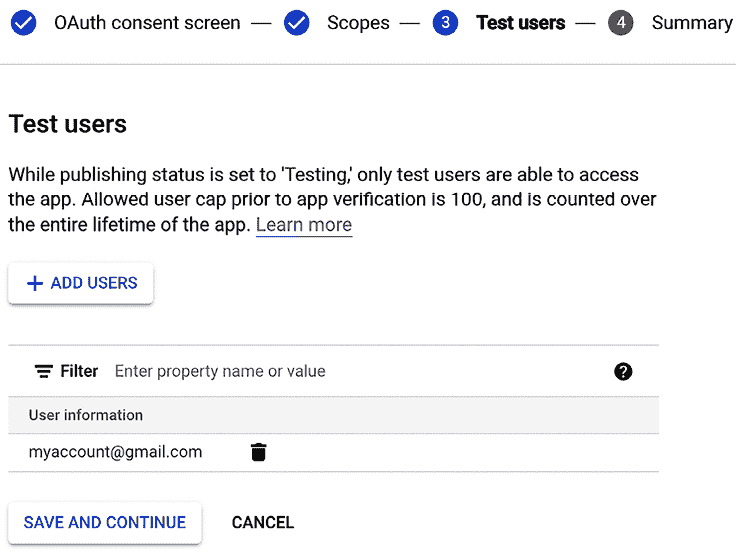 OAuth consent screen — Scopes — 3 Test users — 4 Summary
Test users
While publishing status is set to 'Testing,' only test users are able to access
the app. Allowed user cap prior to app verification is 100, and is counted over
the entire lifetime of the app. Learn more
+ ADD USERS
Filter Enter property name or value ?
User information
myaccount@gmail.com
SAVE AND CONTINUE CANCEL